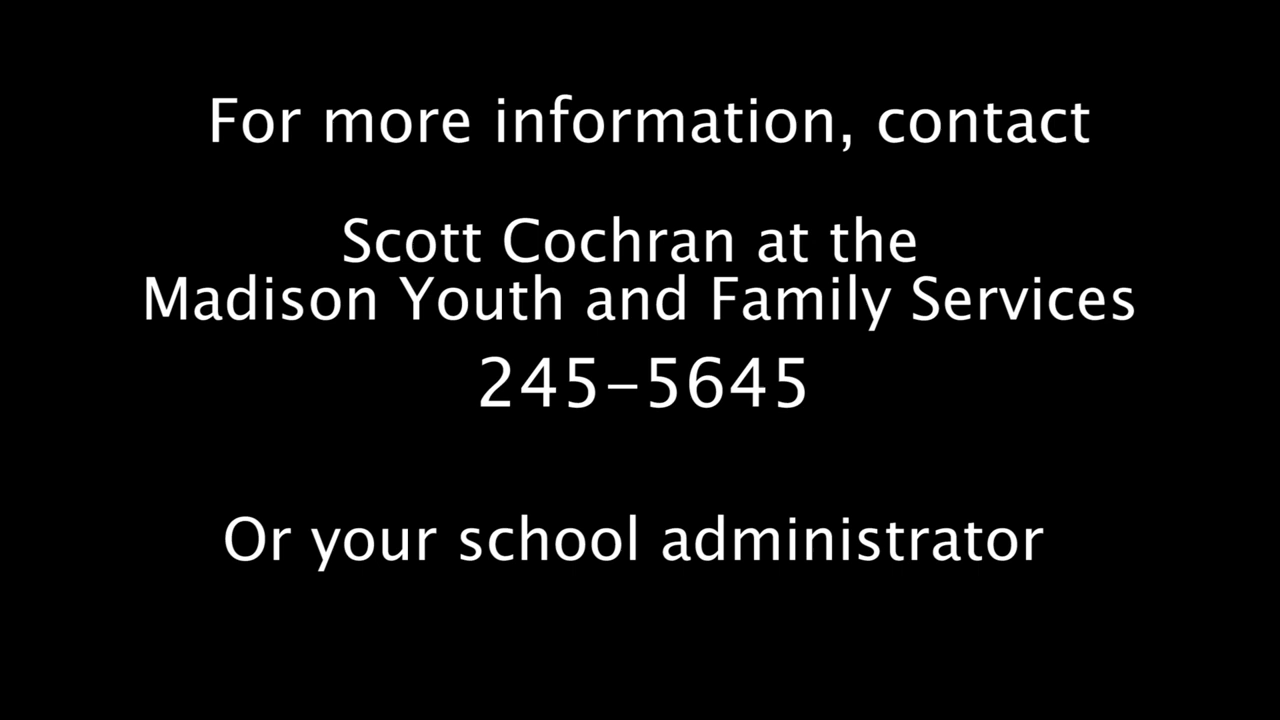 For more information, contact
Scott Cochran at the
Madison Youth and Family Services
245-5645
Or your school administrator